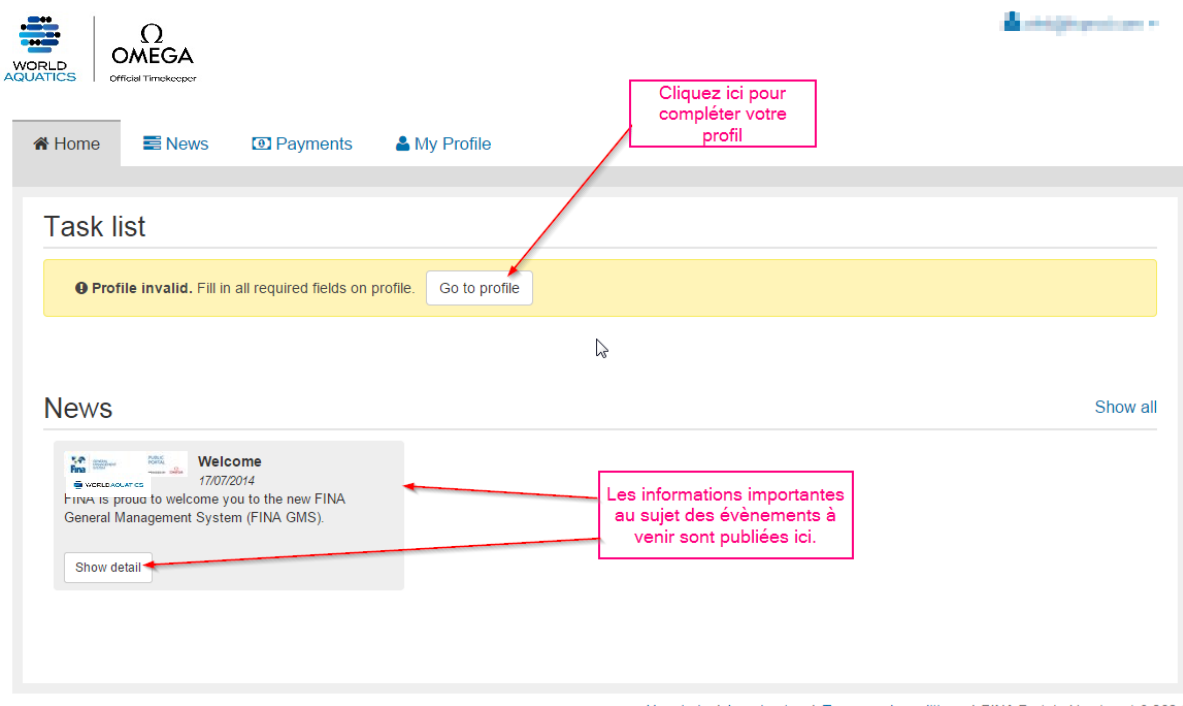 WORLD
AQUATICS
OMEGA
Official Timekeeper
Cliquez ici pour
compléter votre
profil
Home News Payments My Profile
Task list
Profile invalid. Fill in all required fields on profile. Go to profile
News
Show all
Welcome
17/07/2014
WORLD AQUATICS
FINA is proud to welcome you to the new FINA
General Management System (FINA GMS).
Show detail
Les informations importantes
au sujet des évènements à
venir sont publiées ici.